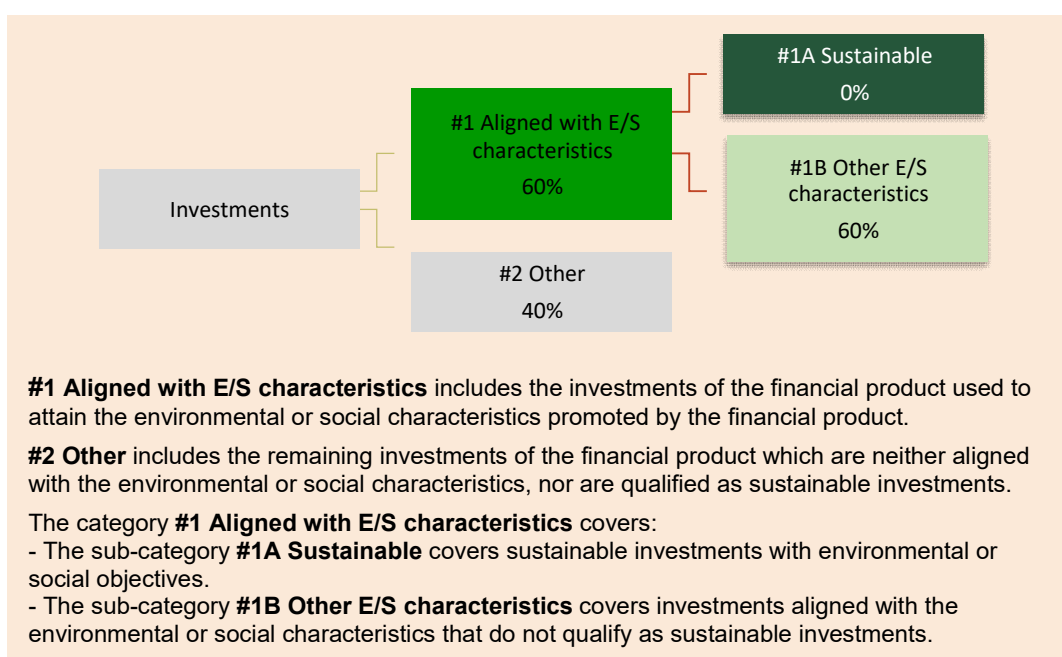 #1A Sustainable
0%
#1 Aligned with E/S
characteristics
60%
#1B Other E/S
characteristics
60%
Investments
#2 Other
40%
#1 Aligned with E/S characteristics includes the investments of the financial product used to
attain the environmental or social characteristics promoted by the financial product.
#2 Other includes the remaining investments of the financial product which are neither aligned
with the environmental or social characteristics, nor are qualified as sustainable investments.
The category #1 Aligned with E/S characteristics covers:
- The sub-category #1A Sustainable covers sustainable investments with environmental or
social objectives.
- The sub-category #1B Other E/S characteristics covers investments aligned with the
environmental or social characteristics that do not qualify as sustainable investments.